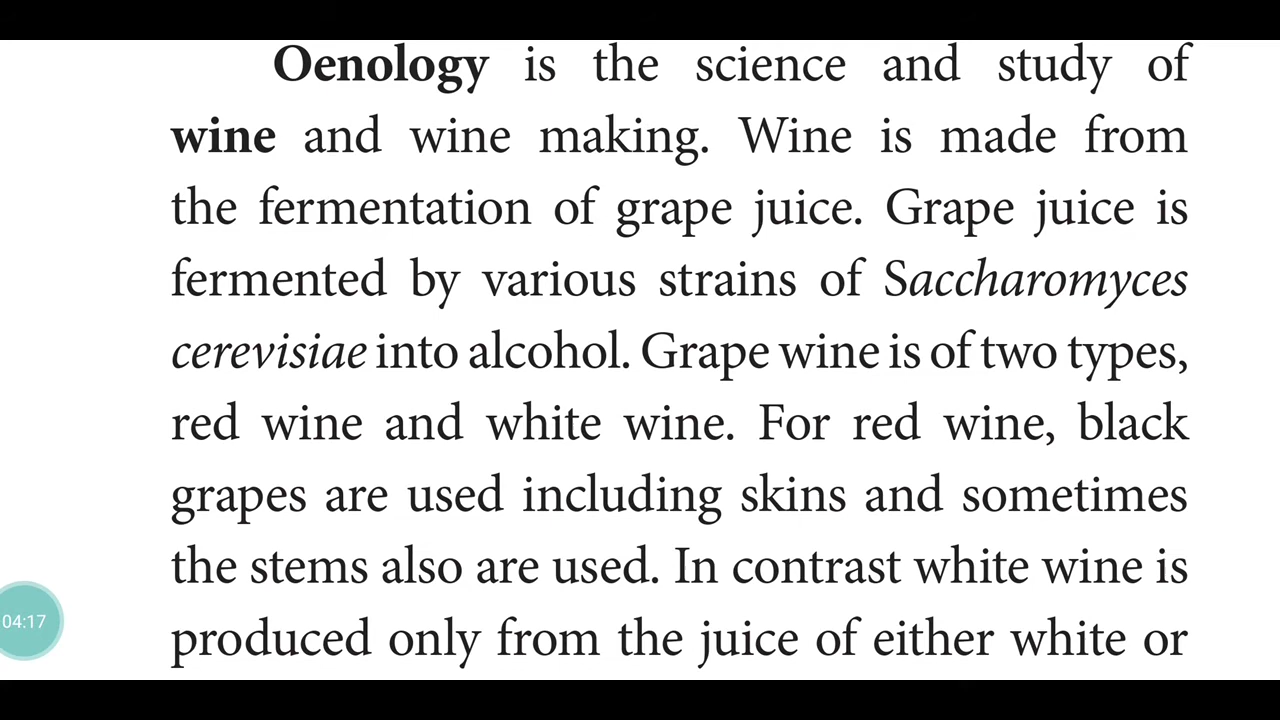 Oenology is the science and study of
wine and wine making. Wine is made from
the fermentation of grape juice. Grape juice is
fermented by various strains of Saccharomyces
cerevisiae into alcohol. Grape wine is of two types,
red wine and white wine. For red wine, black
grapes are used including skins and sometimes
the stems also are used. In contrast white wine is
04:17
produced only from the juice of either white or